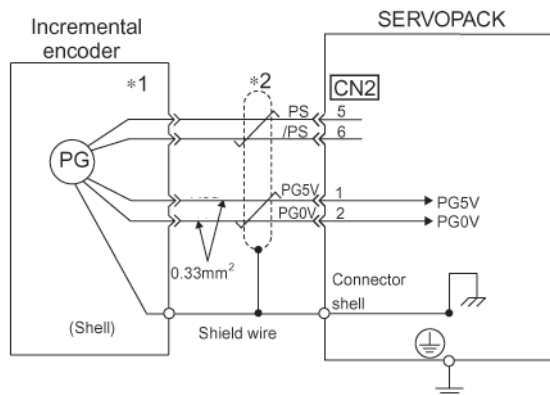 SERVOPACK
Incremental
encoder
*1
*2
CN2
PS 5
/PS 6
PG
PG5V 1
PG5V
PG0V 2
PG0V
0.33mm²
Connector
shell
(Shell)
Shield wire